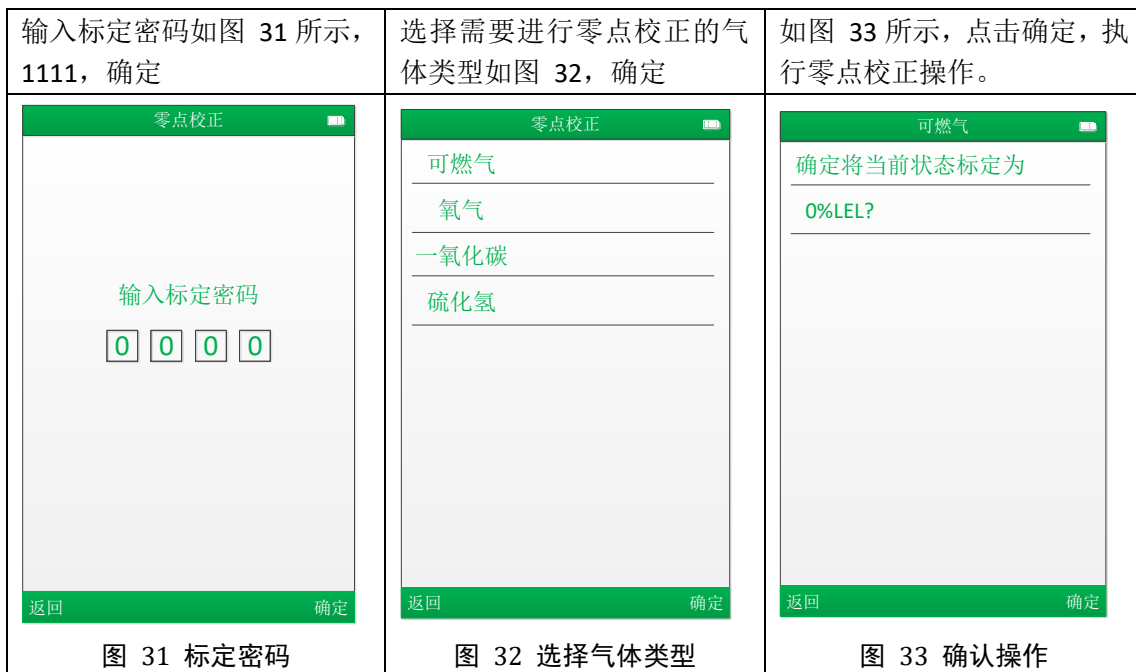 输入标定密码如图 31 所示，
1111，确定
选择需要进行零点校正的气
体类型如图 32，确定
如图 33 所示，点击确定，执
行零点校正操作。
零点校正
输入标定密码
0 0 0 0
返回 确定
图 31 标定密码
零点校正
可燃气
氧气
一氧化碳
硫化氢
返回 确定
图 32 选择气体类型
可燃气
确定将当前状态标定为
0%LEL?
返回 确定
图 33 确认操作